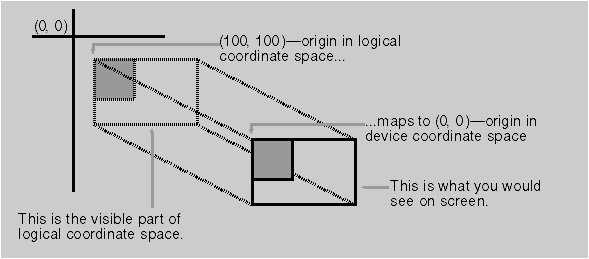 (0, 0)
(100, 100)—origin in logical
coordinate space...
...maps to (0, 0)—origin in
device coordinate space
This is what you would
see on screen.
This is the visible part of
logical coordinate space.